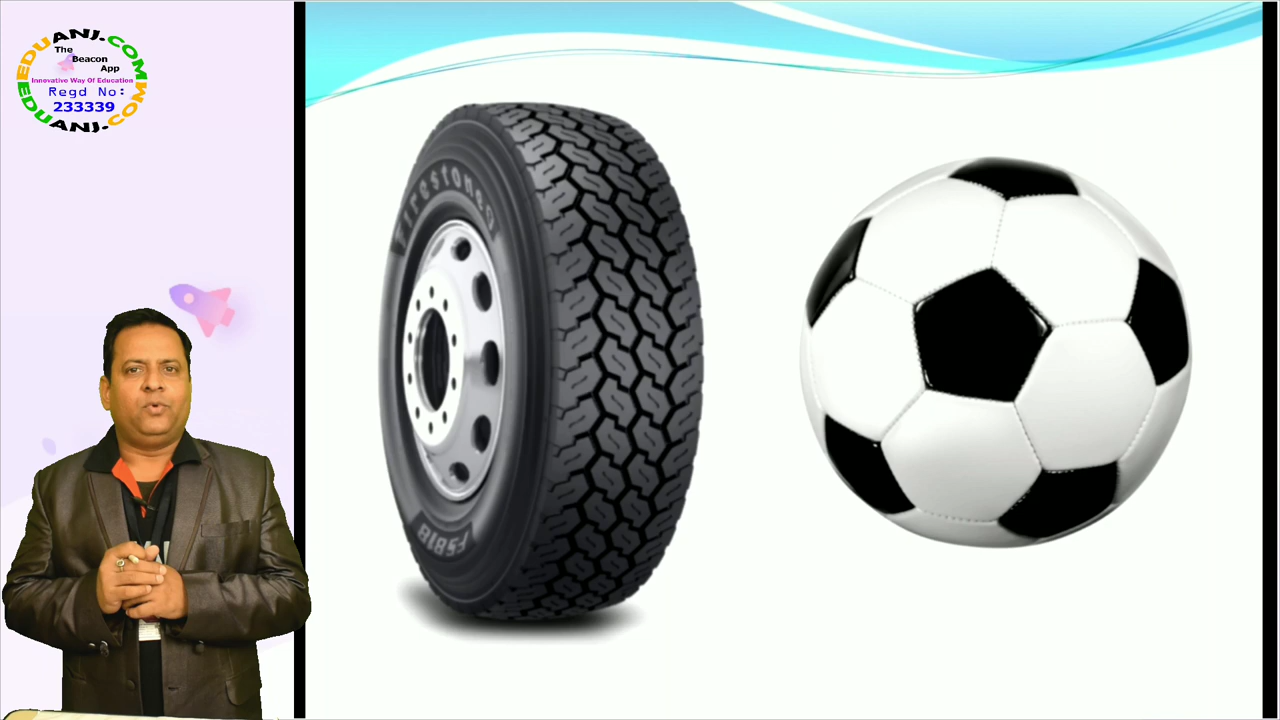 EDUANJ.COM
The
Beacon
App
Innovative Way Of Education
Regd No:
233339
EDUANJ.COM
Firestone
FS818